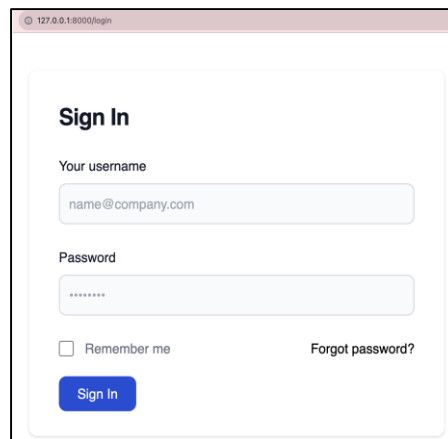 127.0.0.1:8000/login
Sign In
Your username
name@company.com
Password
••••••••
Remember me Forgot password?
Sign In